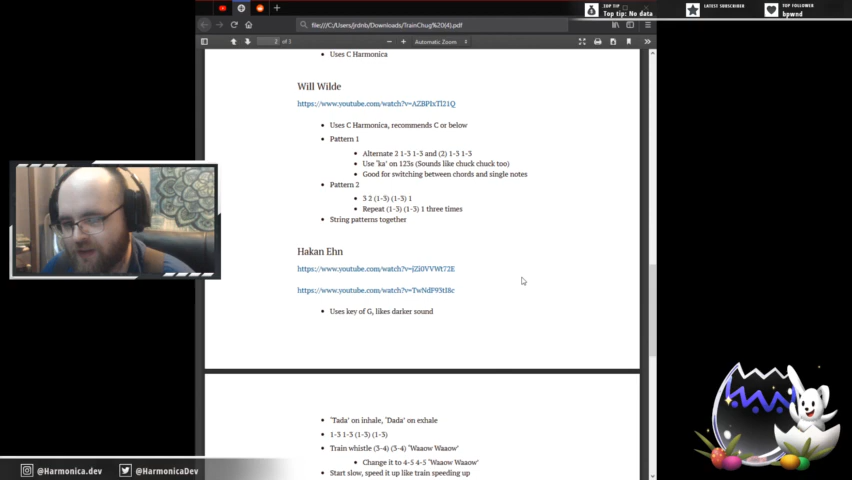 TOP TIP
Top tip: No data
LATEST SUBSCRIBER
TOP FOLLOWER
bpwnd
file:///C:/Users/jrdnb/Downloads/TrainChug%20(4).pdf
2 of 3
Automatic Zoom
Uses C Harmonica
Will Wilde
https://www.youtube.com/watch?v=AZBPIxTl21Q
Uses C Harmonica, recommends C or below
Pattern 1
Alternate 2 1-3 1-3 and (2) 1-3 1-3
Use 'ka' on 123s (Sounds like chuck chuck too)
Good for switching between chords and single notes
Pattern 2
3 2 (1-3) (1-3) 1
Repeat (1-3) (1-3) 1 three times
String patterns together
Hakan Ehn
https://www.youtube.com/watch?v=jZi0VVWt72E
https://www.youtube.com/watch?v=TwNdF93tI8c
Uses key of G, likes darker sound
'Tada' on inhale, 'Dada' on exhale
1-3 1-3 (1-3) (1-3)
Train whistle (3-4) (3-4) 'Waaow Waaow'
Change it to 4-5 4-5 'Waaow Waaow'
Start slow, speed it up like train speeding up
@Harmonica.dev
@HarmonicaDev